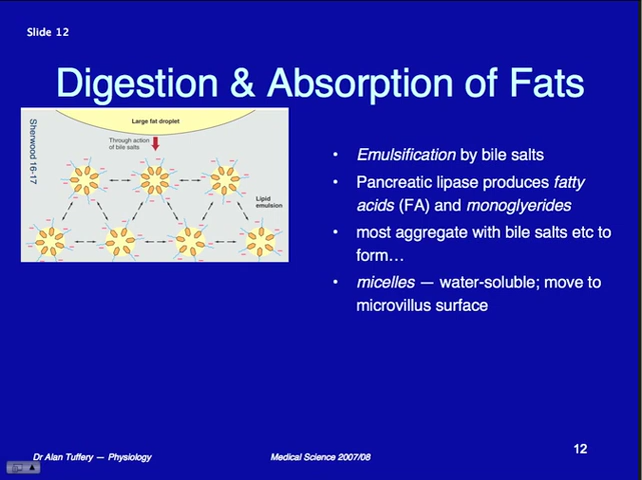 Slide 12
Digestion & Absorption of Fats
Sherwood 16-17
Large fat droplet
Through action
of bile salts
Lipid
emulsion
• Emulsification by bile salts
• Pancreatic lipase produces fatty
acids (FA) and monoglyerides
• most aggregate with bile salts etc to
form…
• micelles — water-soluble; move to
microvillus surface
Dr Alan Tuffery — Physiology
Medical Science 2007/08
12